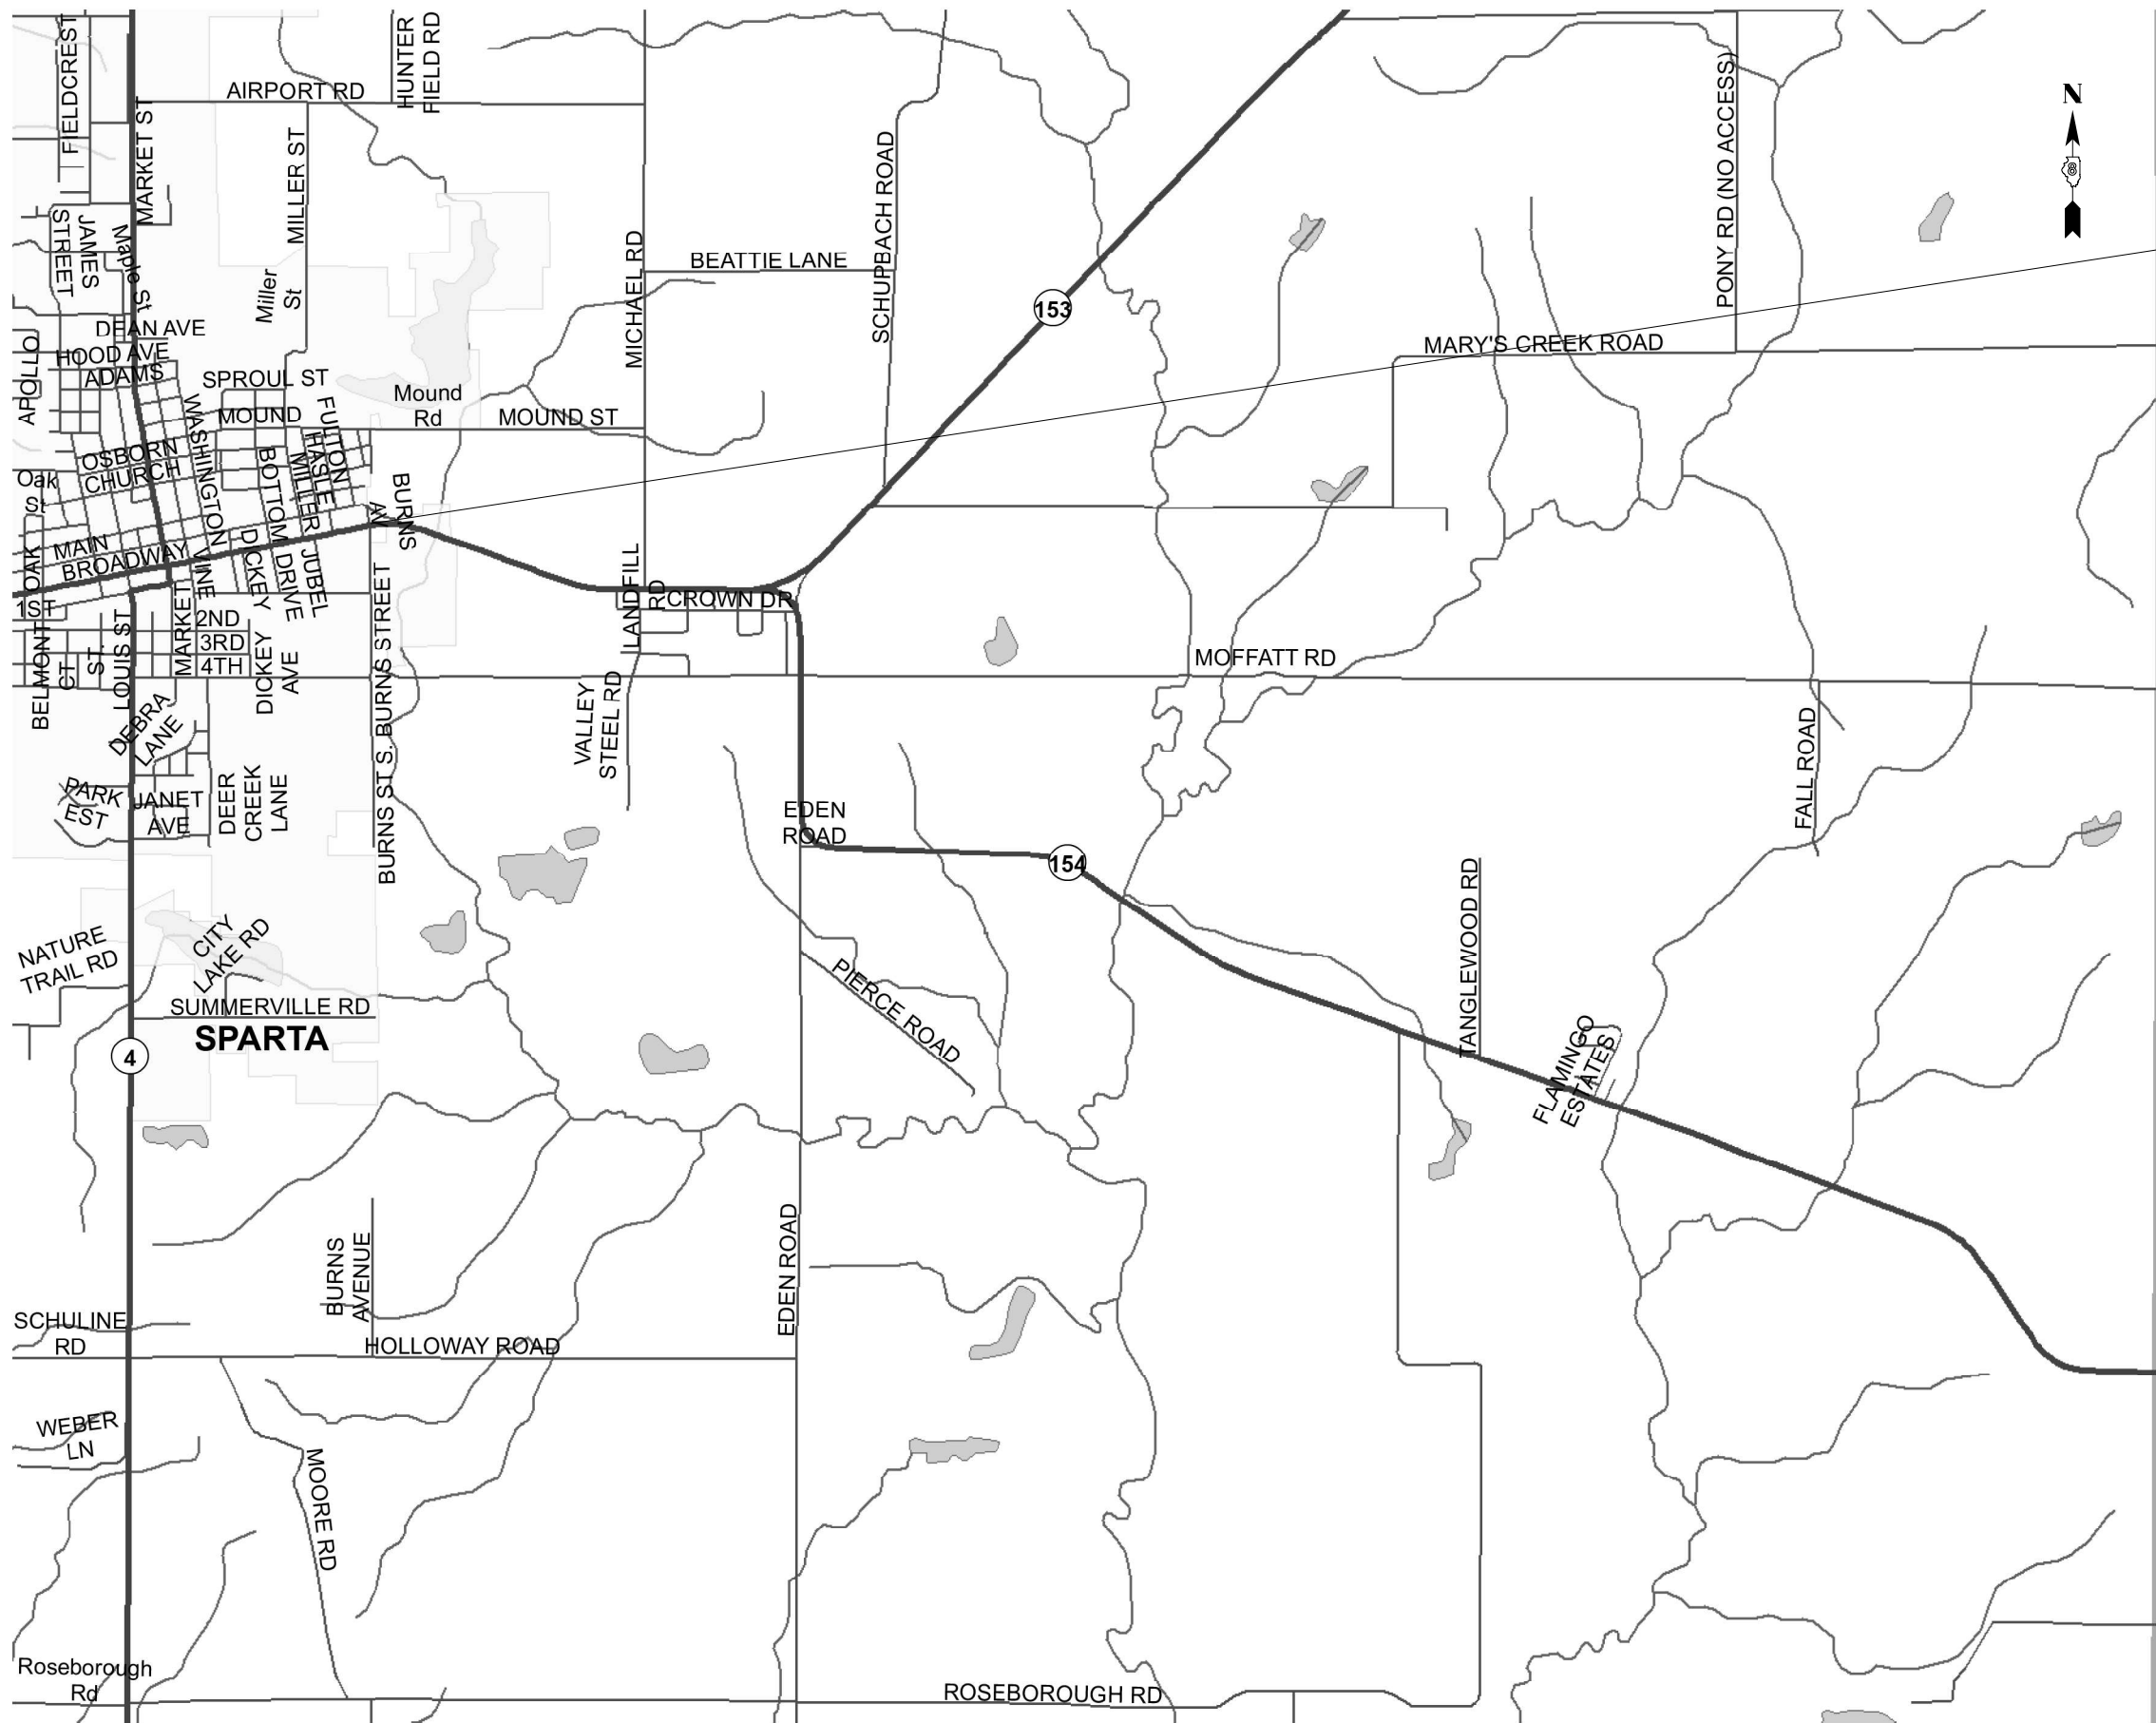 FIELDCREST
HUNTER
FIELD RD
AIRPORT RD
MARKET ST
MILLER ST
N
8
PONY RD (NO ACCESS)
SCHUPBACH ROAD
JAMES
STREET
Maple St
Miller
St
MICHAEL RD
BEATTIE LANE
153
DEAN AVE
HOOD AVE
ADAMS
APOLLO
SPROUL ST
MARY'S CREEK ROAD
Mound
Rd
MOUND
MOUND ST
FULTON
HASLER
MILLER
WASHINGTON
BOTTOM
OSBORN
CHURCH
Oak
St
BURNS
AV
MAIN
BROADWAY
OAK
VINE
DICKEY
DRIVE
JUBEL
1ST
LANDFILL
RD
CROWN DR
2ND
3RD
4TH
MARKET
LOUIS ST
BELMONT
CT
ST.
DICKEY
AVE
S. BURNS STREET
MOFFATT RD
DEBRA
LANE
VALLEY
STEEL RD
FALL ROAD
PARK
EST
JANET
AVE
DEER
CREEK
LANE
BURNS ST
EDEN
ROAD
154
TANGLEWOOD RD
NATURE
TRAIL RD
CITY
LAKE RD
PIERCE ROAD
SUMMERVILLE RD
SPARTA
4
FLAMINGO
ESTATES
BURNS
AVENUE
EDEN ROAD
SCHULINE
RD
HOLLOWAY ROAD
WEBER
LN
MOORE RD
Roseborough
Rd
ROSEBOROUGH RD